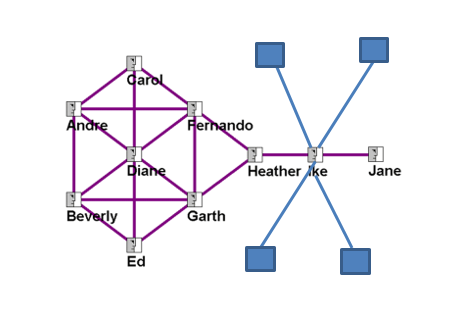 Carol
Andre
Fernando
Diane
Heather
Ike
Jane
Beverly
Garth
Ed